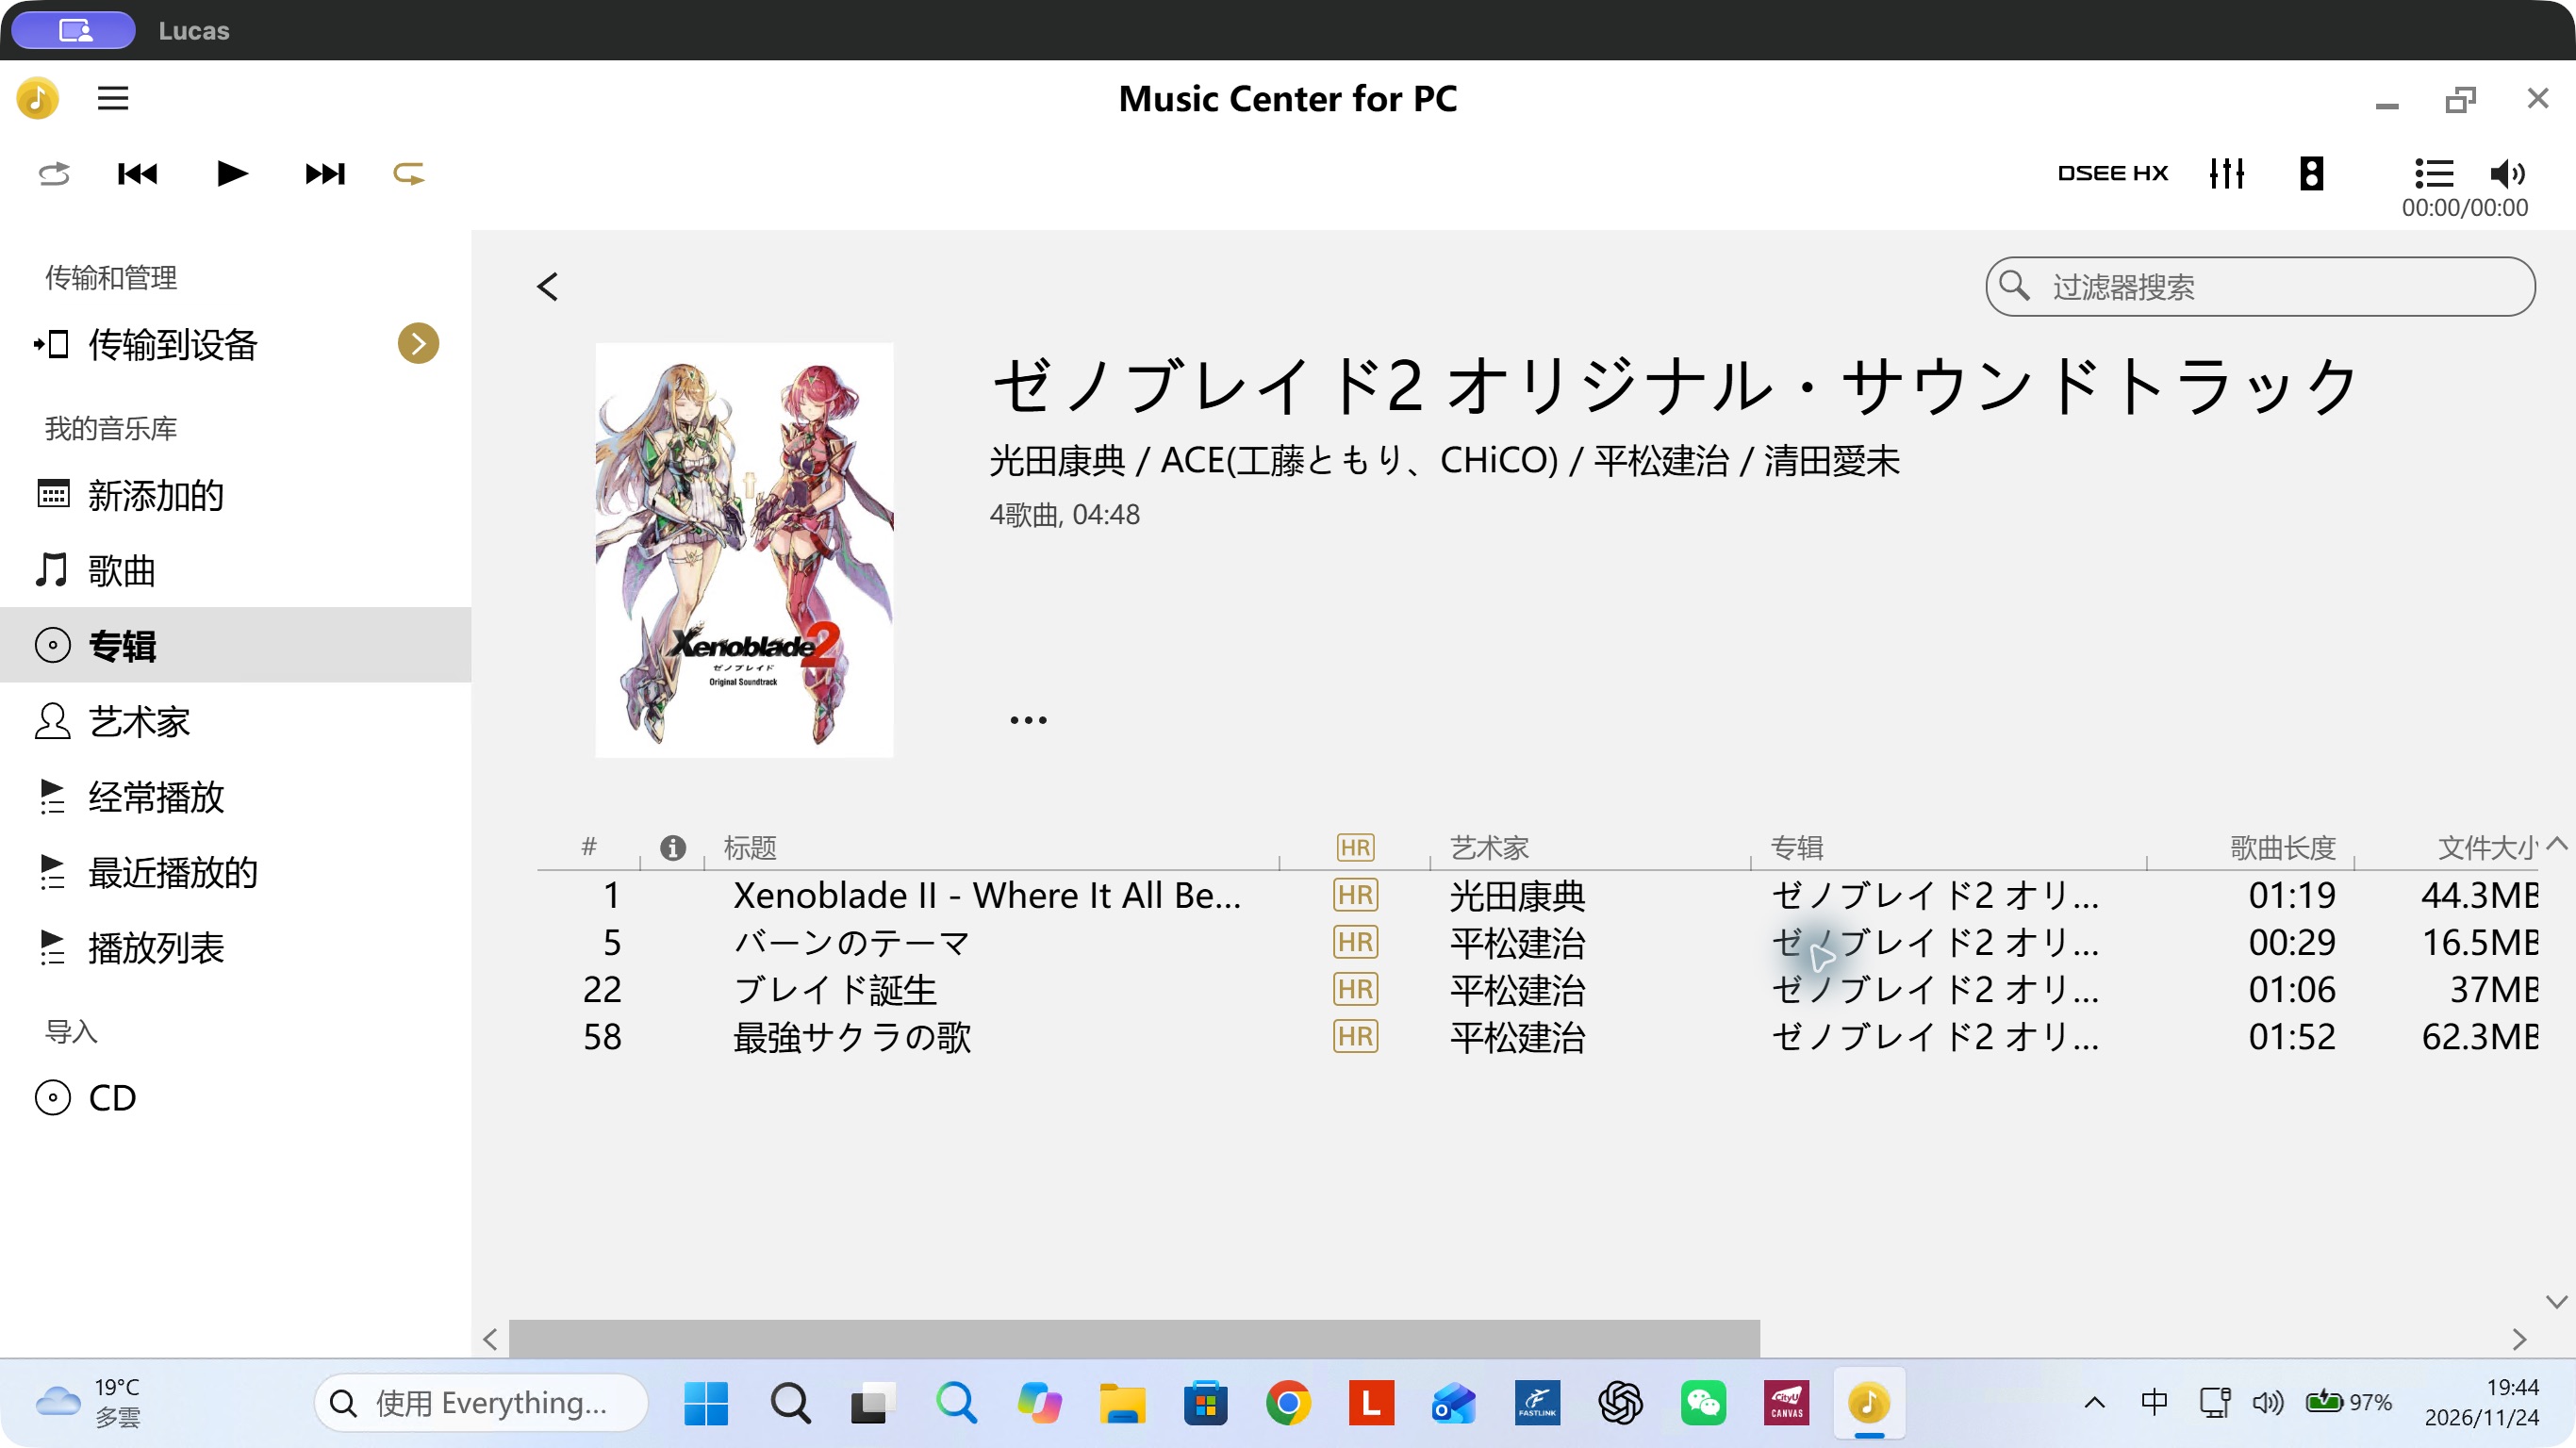 Lucas
Music Center for PC
DSEE HX
00:00/00:00
传输和管理
传输到设备
我的音乐库
新添加的
歌曲
专辑
艺术家
经常播放
最近播放的
播放列表
导入
CD
过滤器搜索
ゼノブレイド2 オリジナル・サウンドトラック
光田康典 / ACE(工藤ともり、CHiCO) / 平松建治 / 清田愛未
4歌曲, 04:48
Xenoblade2
ゼノブレイド
Original Soundtrack
# 标题 HR 艺术家 专辑 歌曲长度 文件大小
1 Xenoblade II - Where It All Be... HR 光田康典 ゼノブレイド2 オリ... 01:19 44.3MB
5 バーンのテーマ HR 平松建治 ゼノブレイド2 オリ... 00:29 16.5MB
22 ブレイド誕生 HR 平松建治 ゼノブレイド2 オリ... 01:06 37MB
58 最強サクラの歌 HR 平松建治 ゼノブレイド2 オリ... 01:52 62.3MB
19°C
多雲
使用 Everything...
L
FASTLINK
CityU
CANVAS
中
97%
19:44
2026/11/24